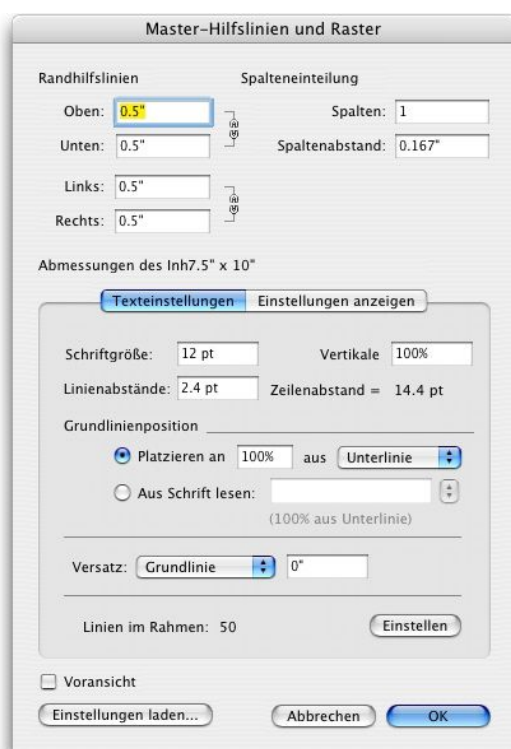 Master-Hilfslinien und Raster
Randhilfslinien Spalteneinteilung
Oben: 0.5" Spalten: 1
Unten: 0.5" Spaltenabstand: 0.167"
Links: 0.5"
Rechts: 0.5"
Abmessungen des Inh7.5" x 10"
Texteinstellungen Einstellungen anzeigen
Schriftgröße: 12 pt Vertikale 100%
Linienabstände: 2.4 pt Zeilenabstand = 14.4 pt
Grundlinienposition
Platzieren an 100% aus Unterlinie
Aus Schrift lesen:
(100% aus Unterlinie)
Versatz: Grundlinie 0"
Linien im Rahmen: 50 Einstellen
Voransicht
Einstellungen laden... Abbrechen OK